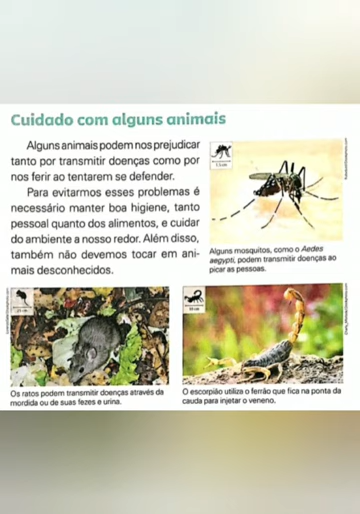 Cuidado com alguns animais
Alguns animais podem nos prejudicar
tanto por transmitir doenças como por
nos ferir ao tentarem se defender.
Para evitarmos esses problemas é
necessário manter boa higiene, tanto
pessoal quanto dos alimentos, e cuidar
do ambiente a nosso redor. Além disso,
também não devemos tocar em ani-
mais desconhecidos.
Alguns mosquitos, como o Aedes
aegypti, podem transmitir doenças ao
picar as pessoas.
Os ratos podem transmitir doenças através da
mordida ou de suas fezes e urina.
O escorpião utiliza o ferrão que fica na ponta da
cauda para injetar o veneno.